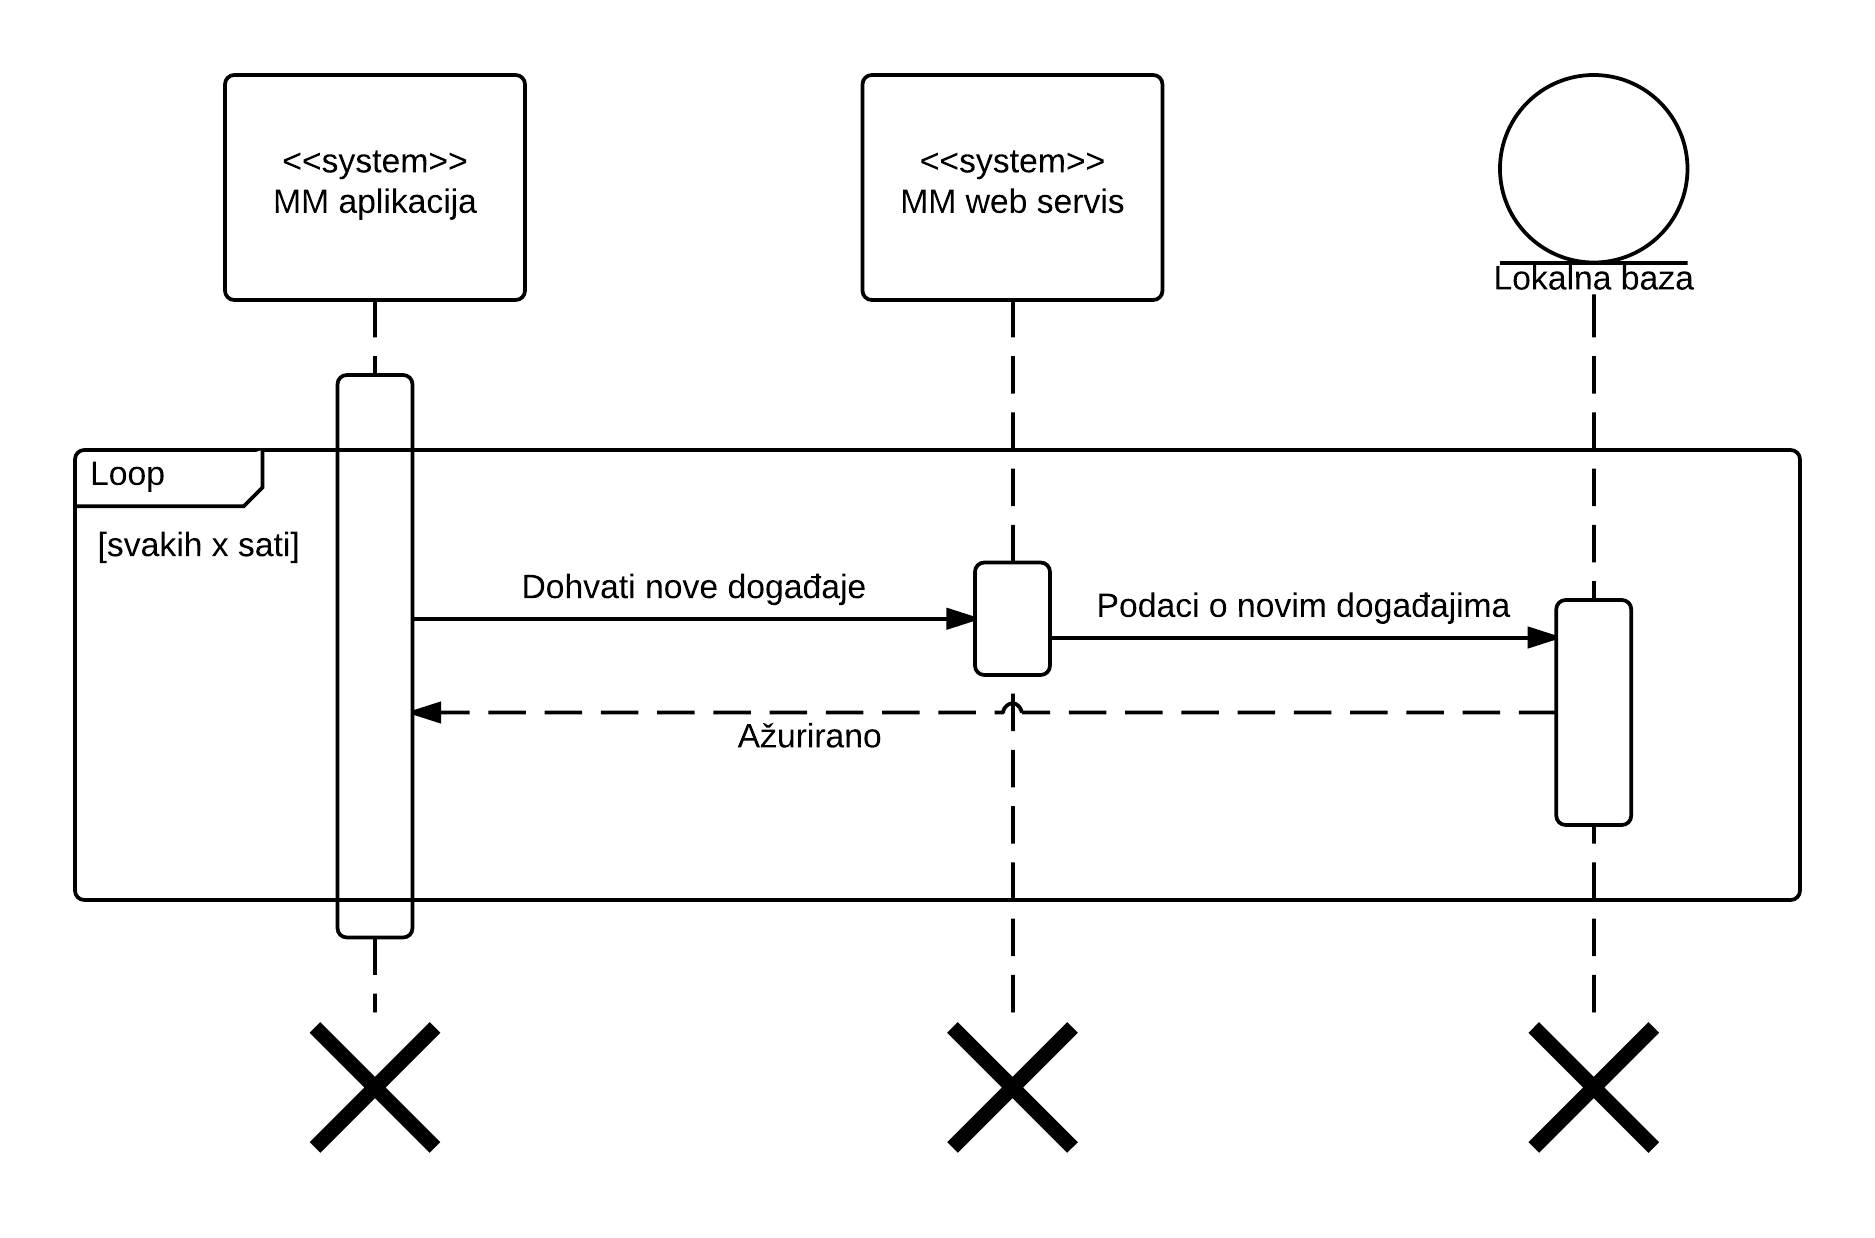 <<system>>
MM aplikacija
<<system>>
MM web servis
Lokalna baza
Loop
[svakih x sati]
Dohvati nove događaje
Podaci o novim događajima
Ažurirano